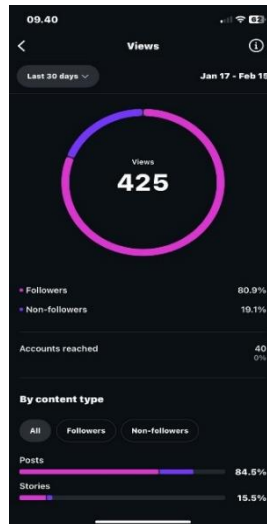 09.40
62
Views
Last 30 days
Jan 17 - Feb 15
Views
425
Followers 80.9%
Non-followers 19.1%
Accounts reached 40
0%
By content type
All Followers Non-followers
Posts
84.5%
Stories
15.5%